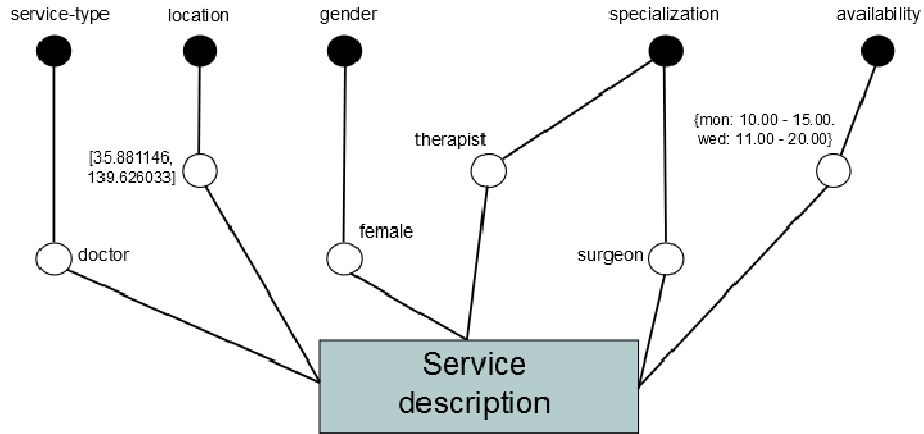 service-type
location
gender
specialization
availability
{mon: 10.00 - 15.00.
wed: 11.00 - 20.00}
therapist
[35.881146,
139.626033]
female
doctor
surgeon
Service
description